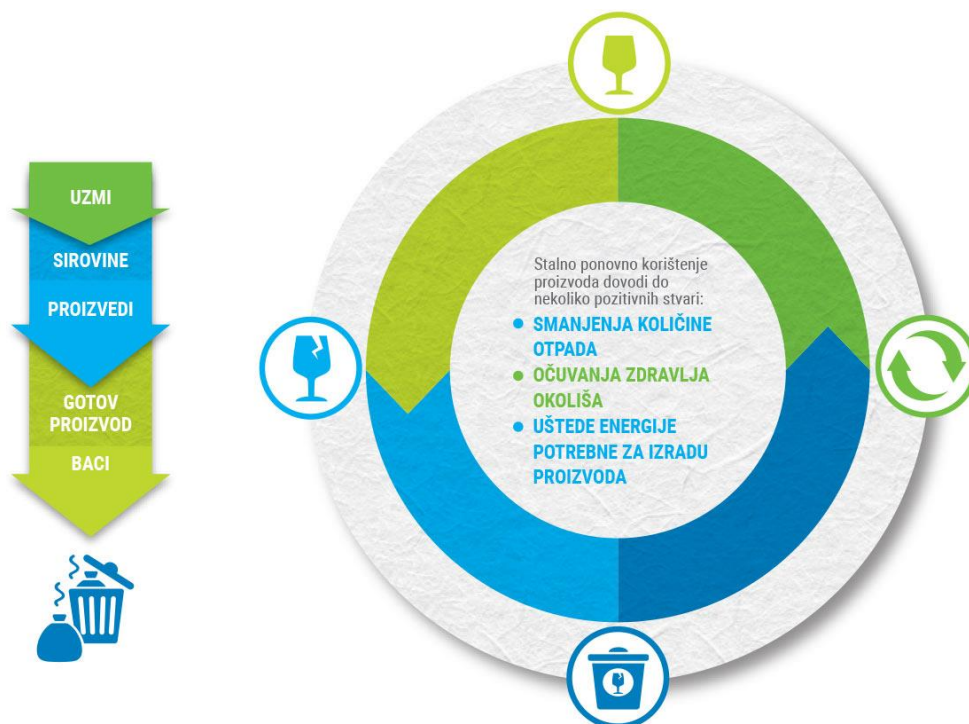 UZMI
SIROVINE
PROIZVEDI
GOTOV
PROIZVOD
BACI
Stalno ponovno korištenje
proizvoda dovodi do
nekoliko pozitivnih stvari:
• SMANJENJA KOLIČINE
OTPADA
• OČUVANJA ZDRAVLJA
OKOLIŠA
• UŠTEDE ENERGIJE
POTREBNE ZA IZRADU
PROIZVODA